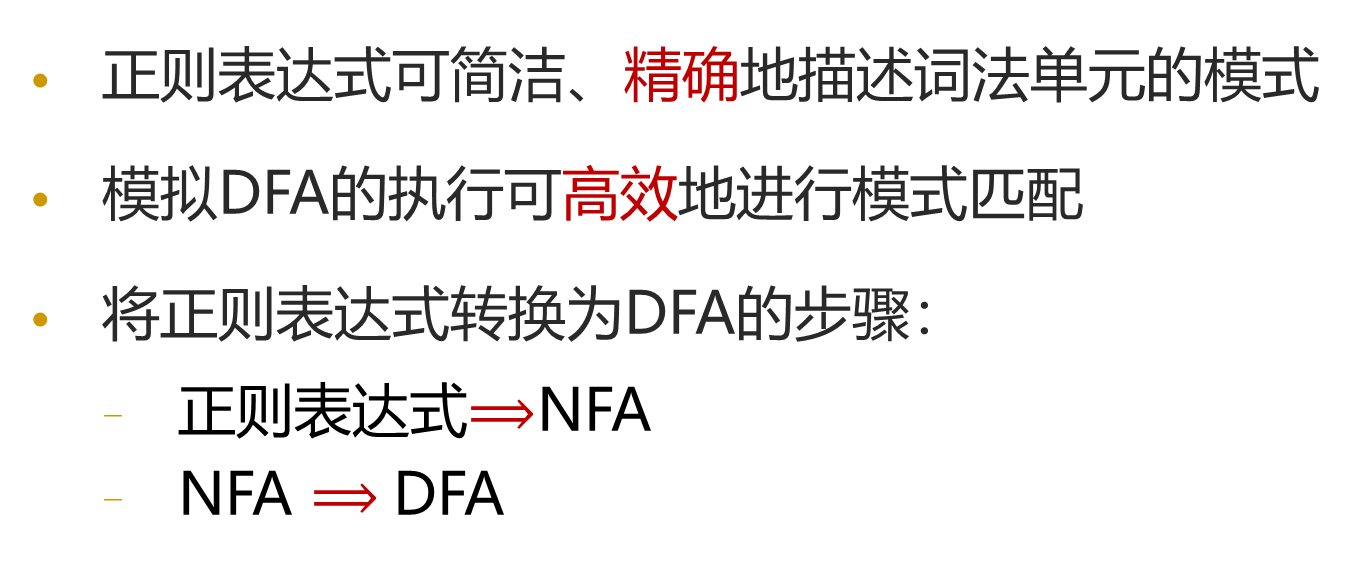 • 正则表达式可简洁、精确地描述词法单元的模式
• 模拟DFA的执行可高效地进行模式匹配
• 将正则表达式转换为DFA的步骤：
– 正则表达式⟹NFA
– NFA ⟹ DFA